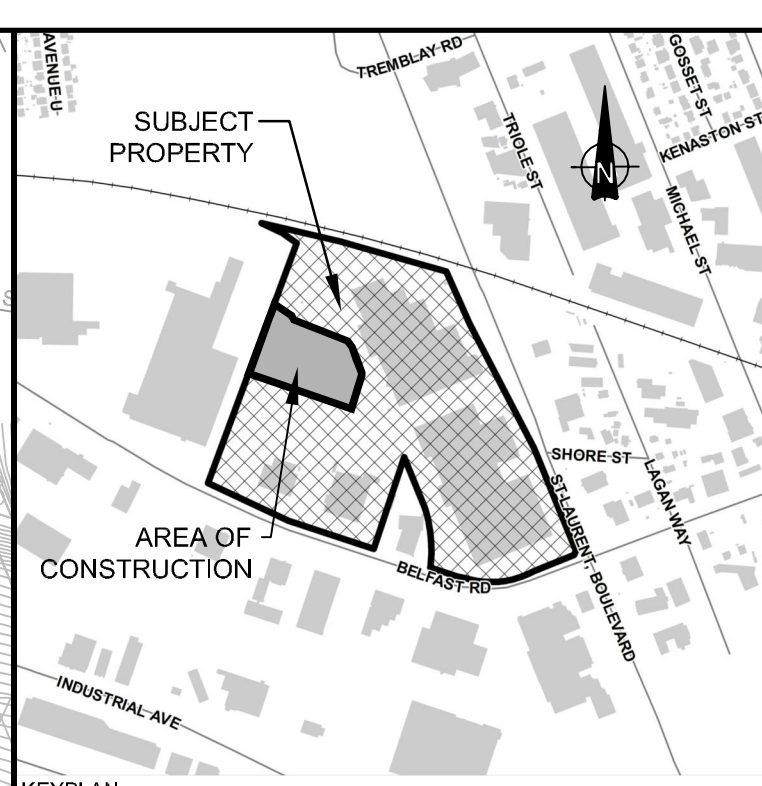 AVENUE U
TREMBLAY RD
GOSSET ST
SUBJECT
PROPERTY
TRIOLE ST
KENASTON ST
N
MICHAEL ST
S
SHORE ST
LAGAN WAY
ST-LAURENT BOULEVARD
AREA OF
CONSTRUCTION
BELFAST RD
INDUSTRIAL AVE
KEYPLAN